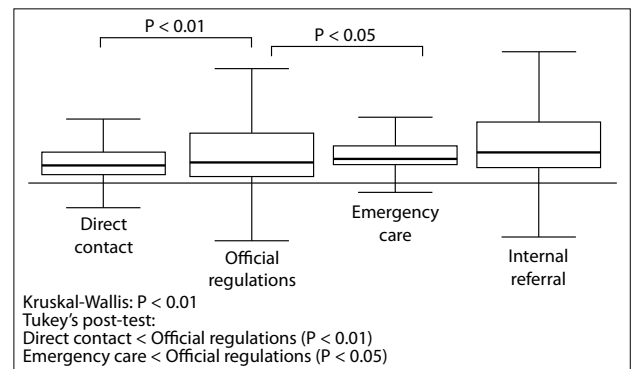 P < 0.01
P < 0.05
Direct
contact
Official
regulations
Emergency
care
Internal
referral
Kruskal-Wallis: P < 0.01
Tukey's post-test:
Direct contact < Official regulations (P < 0.01)
Emergency care < Official regulations (P < 0.05)